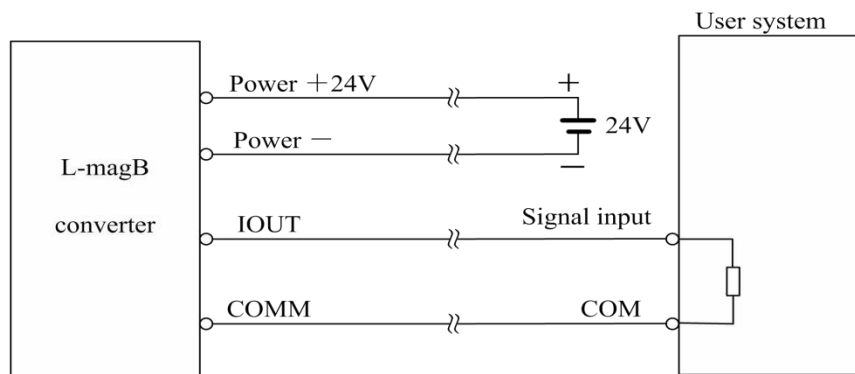 User system
Power ＋24V
+
24V
Power －
−
L-magB
converter
IOUT
Signal input
COMM
COM